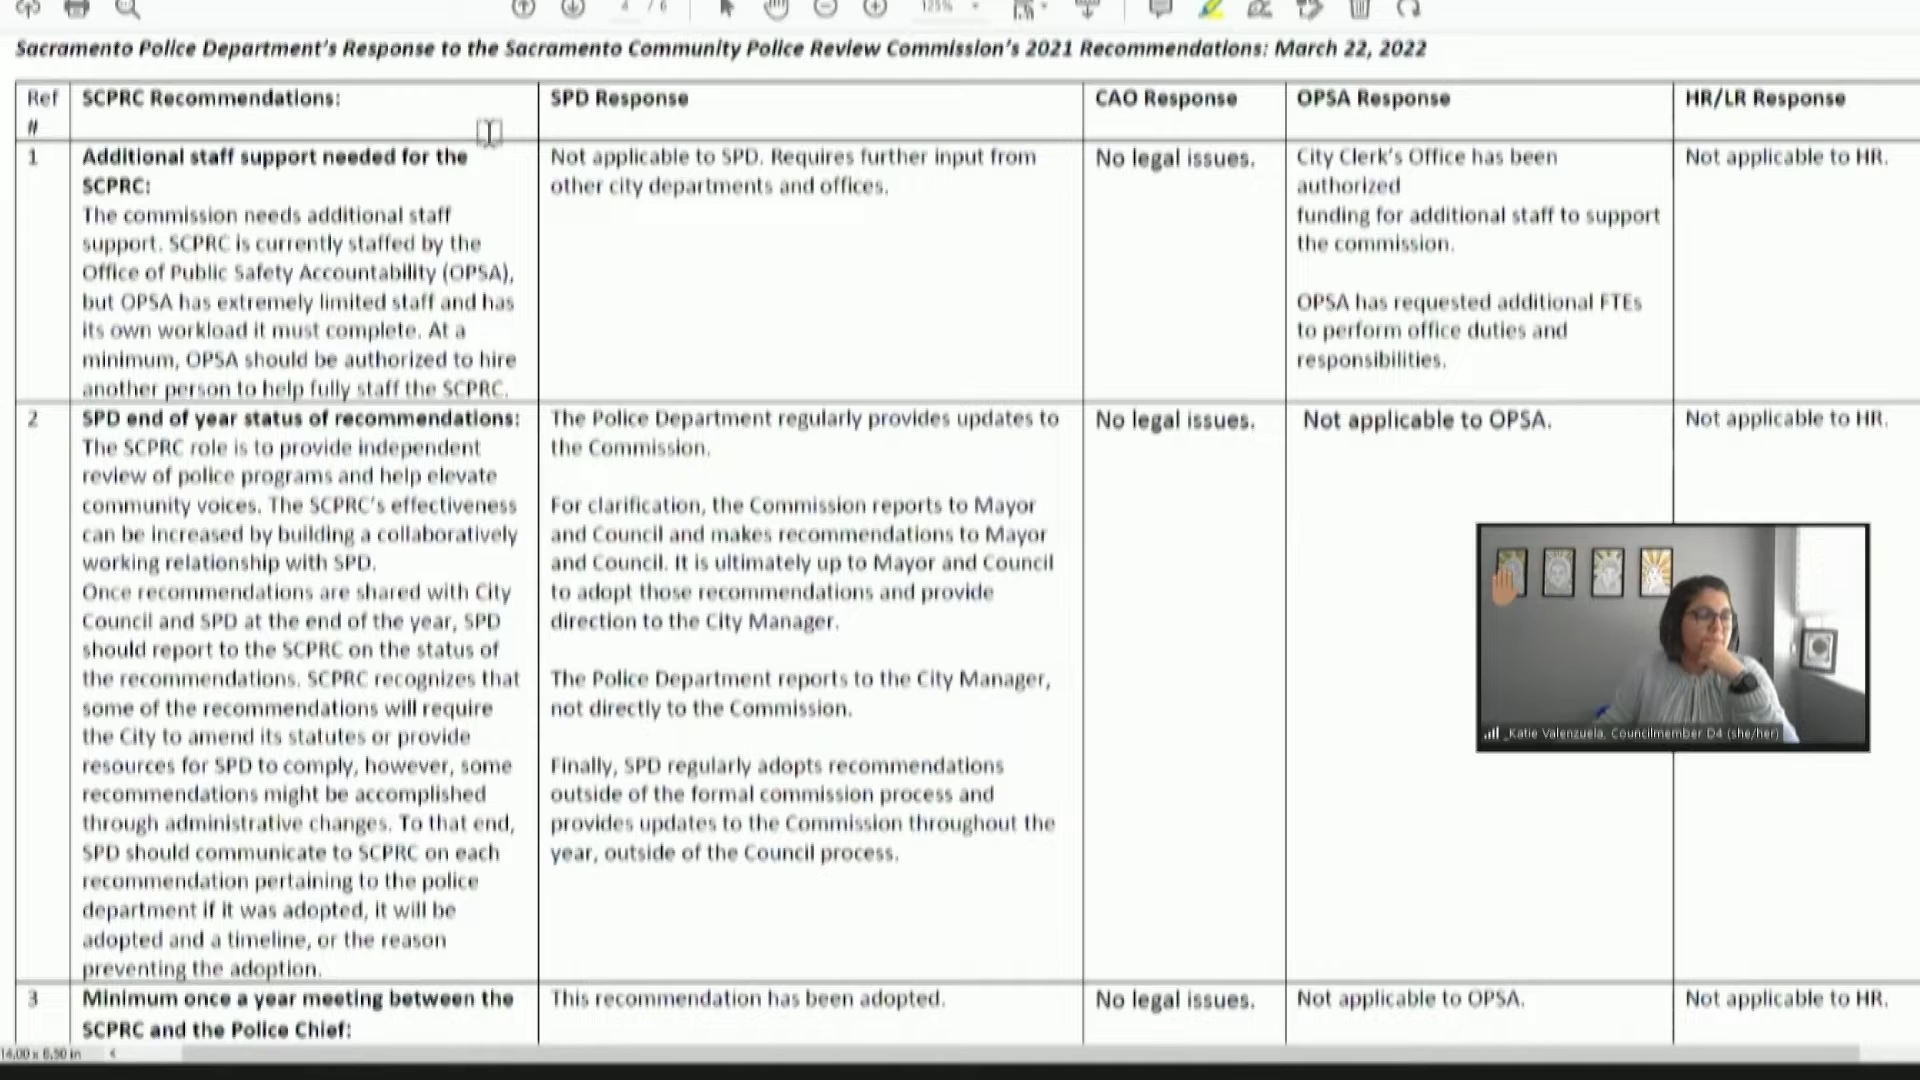 4 / 6
125%
Sacramento Police Department's Response to the Sacramento Community Police Review Commission's 2021 Recommendations: March 22, 2022
Ref
#
SCPRC Recommendations:
SPD Response
CAO Response
OPSA Response
HR/LR Response
1
Additional staff support needed for the
SCPRC:
The commission needs additional staff
support. SCPRC is currently staffed by the
Office of Public Safety Accountability (OPSA),
but OPSA has extremely limited staff and has
its own workload it must complete. At a
minimum, OPSA should be authorized to hire
another person to help fully staff the SCPRC.
Not applicable to SPD. Requires further input from
other city departments and offices.
No legal issues.
City Clerk's Office has been
authorized
funding for additional staff to support
the commission.
OPSA has requested additional FTEs
to perform office duties and
responsibilities.
Not applicable to HR.
2
SPD end of year status of recommendations:
The SCPRC role is to provide independent
review of police programs and help elevate
community voices. The SCPRC's effectiveness
can be increased by building a collaboratively
working relationship with SPD.
Once recommendations are shared with City
Council and SPD at the end of the year, SPD
should report to the SCPRC on the status of
the recommendations. SCPRC recognizes that
some of the recommendations will require
the City to amend its statutes or provide
resources for SPD to comply, however, some
recommendations might be accomplished
through administrative changes. To that end,
SPD should communicate to SCPRC on each
recommendation pertaining to the police
department if it was adopted, it will be
adopted and a timeline, or the reason
preventing the adoption.
The Police Department regularly provides updates to
the Commission.
For clarification, the Commission reports to Mayor
and Council and makes recommendations to Mayor
and Council. It is ultimately up to Mayor and Council
to adopt those recommendations and provide
direction to the City Manager.
The Police Department reports to the City Manager,
not directly to the Commission.
Finally, SPD regularly adopts recommendations
outside of the formal commission process and
provides updates to the Commission throughout the
year, outside of the Council process.
No legal issues.
Not applicable to OPSA.
Not applicable to HR.
_Katie Valenzuela, Councilmember D4 (she/her)
3
Minimum once a year meeting between the
SCPRC and the Police Chief:
This recommendation has been adopted.
No legal issues.
Not applicable to OPSA.
Not applicable to HR.
14.00 x 8.50 in